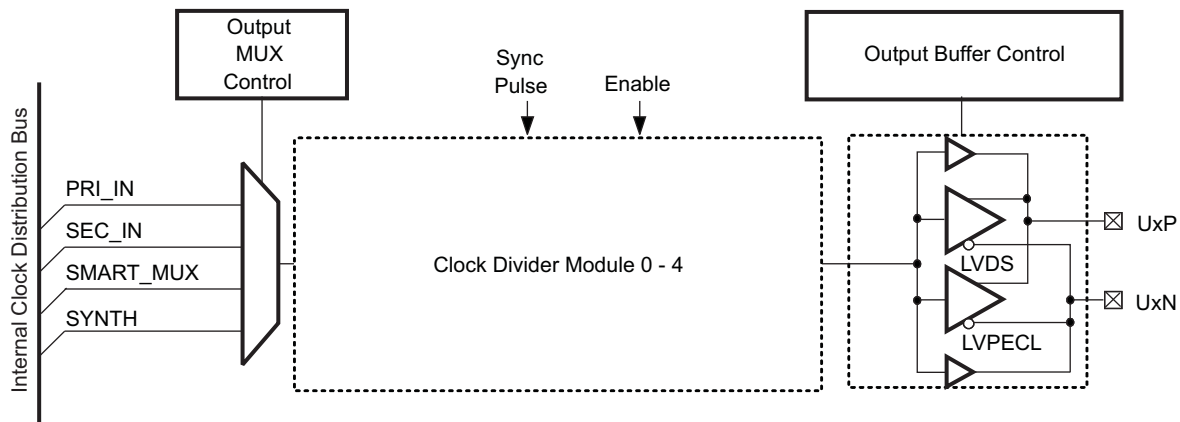 Output
MUX
Control
Sync
Pulse
Enable
Output Buffer Control
Internal Clock Distribution Bus
PRI_IN
SEC_IN
SMART_MUX
SYNTH
Clock Divider Module 0 - 4
LVDS
LVPECL
UxP
UxN